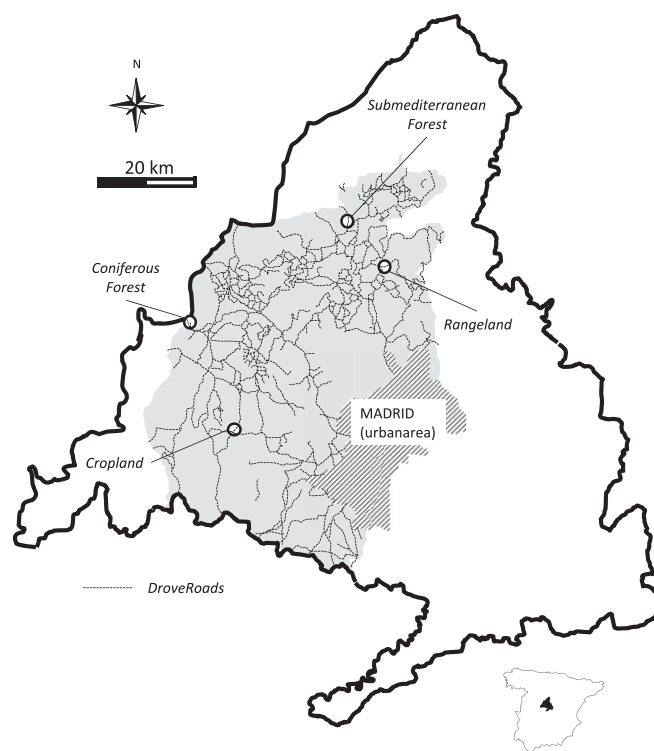 N
Submediterranean
Forest
20 km
Coniferous
Forest
Rangeland
MADRID
(urbanarea)
Cropland
DroveRoads